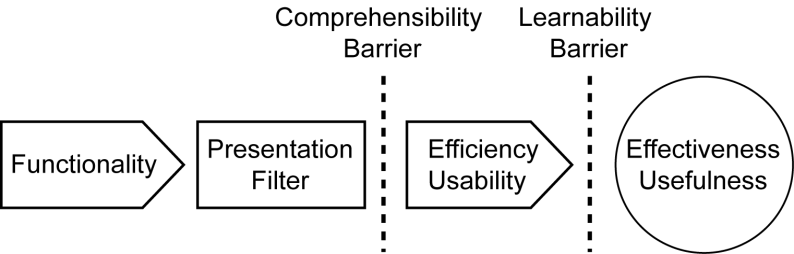 Comprehensibility
Barrier
Learnability
Barrier
Functionality
Presentation
Filter
Efficiency
Usability
Effectiveness
Usefulness